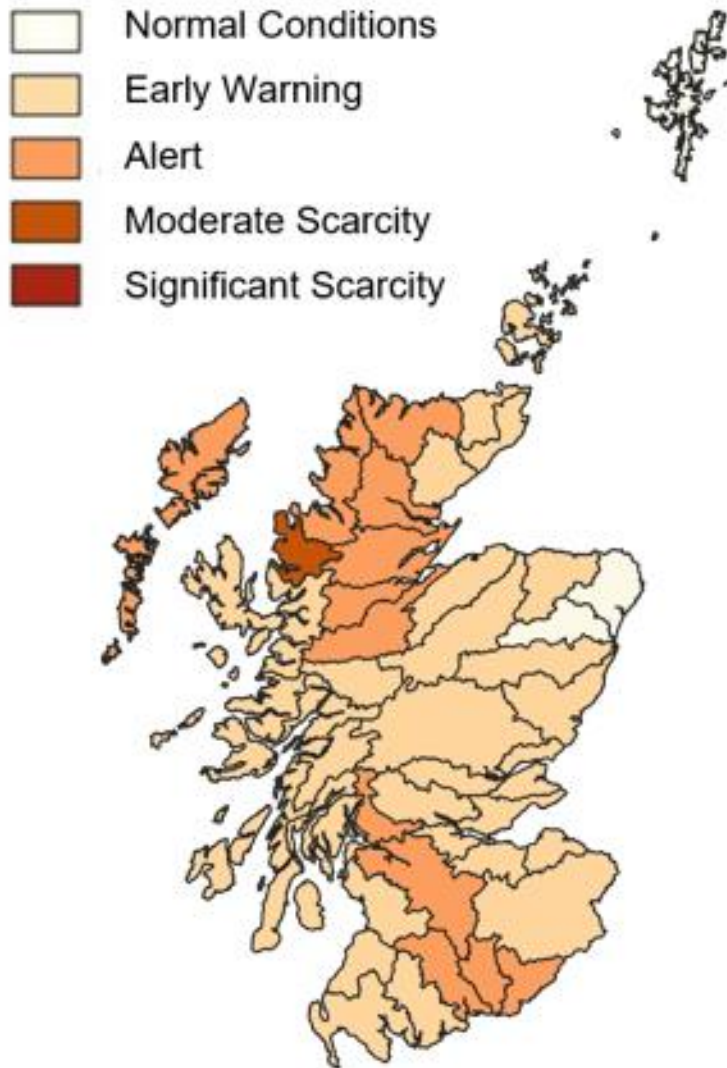 Normal Conditions
Early Warning
Alert
Moderate Scarcity
Significant Scarcity